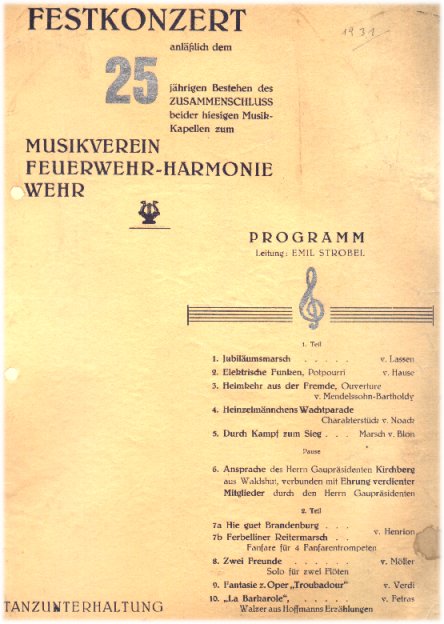 FESTKONZERT
1931
anläßlich dem
25
jährigen Bestehen des
ZUSAMMENSCHLUSS
beider hiesigen Musik-
Kapellen zum
MUSIKVEREIN
FEUERWEHR-HARMONIE
WEHR
PROGRAMM
Leitung: EMIL STROBEL
1. Teil
1. Jubiläumsmarsch . . . . . v. Lassen
2. Elektrische Funken, Potpourri v. Hause
3. Heimkehr aus der Fremde, Ouverture
v. Mendelssohn-Bartholdy
4. Heinzelmännchens Wachtparade
Charakterstück v. Noack
5. Durch Kampf zum Sieg . . . Marsch v. Blon
Pause
6. Ansprache des Herrn Gaupräsidenten Kirchberg
aus Waldshut, verbunden mit Ehrung verdienter
Mitglieder durch den Herrn Gaupräsidenten
2. Teil
7a Hie guet Brandenburg . . .
v. Henrion
7b Ferbelliner Reitermarsch . .
Fanfare für 4 Fanfarentrompeten
8. Zwei Freunde . . . . . v. Möller
Solo für zwei Flöten
9. Fantasie z. Oper „Troubadour" v. Verdi
10. „La Barkarole", . . . . v. Fetras
Walzer aus Hoffmanns Erzählungen
TANZUNTERHALTUNG